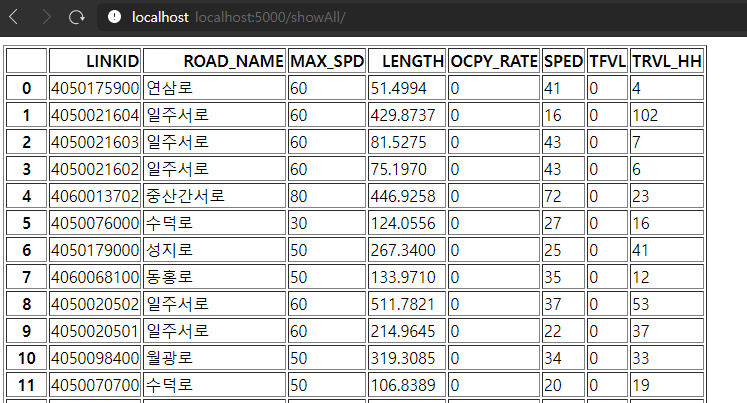 localhost localhost:5000/showAll/
LINKID ROAD_NAME MAX_SPD LENGTH OCPY_RATE SPED TFVL TRVL_HH
0 4050175900 연삼로 60 51.4994 0 41 0 4
1 4050021604 일주서로 60 429.8737 0 16 0 102
2 4050021603 일주서로 60 81.5275 0 43 0 7
3 4050021602 일주서로 60 75.1970 0 43 0 6
4 4060013702 중산간서로 80 446.9258 0 72 0 23
5 4050076000 수덕로 30 124.0556 0 27 0 16
6 4050179000 성지로 50 267.3400 0 25 0 41
7 4060068100 동홍로 50 133.9710 0 35 0 12
8 4050020502 일주서로 60 511.7821 0 37 0 53
9 4050020501 일주서로 60 214.9645 0 22 0 37
10 4050098400 월광로 50 319.3085 0 34 0 33
11 4050070700 수덕로 50 106.8389 0 20 0 19